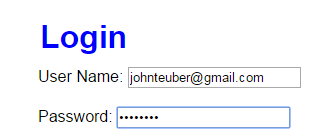 Login
User Name: johnteuber@gmail.com
Password: ••••••••